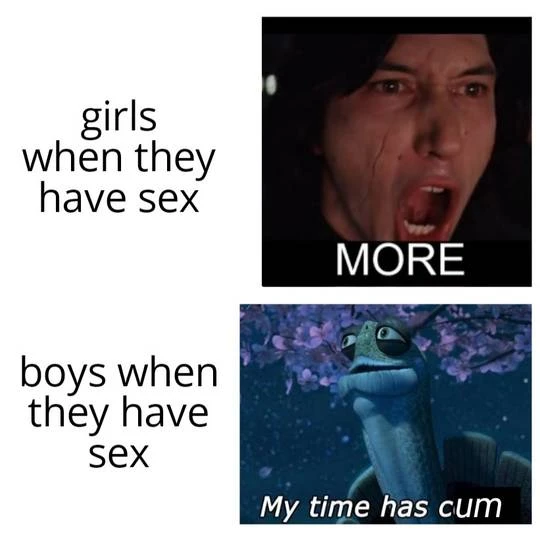 girls
when they
have sex
MORE
boys when
they have
sex
My time has cum